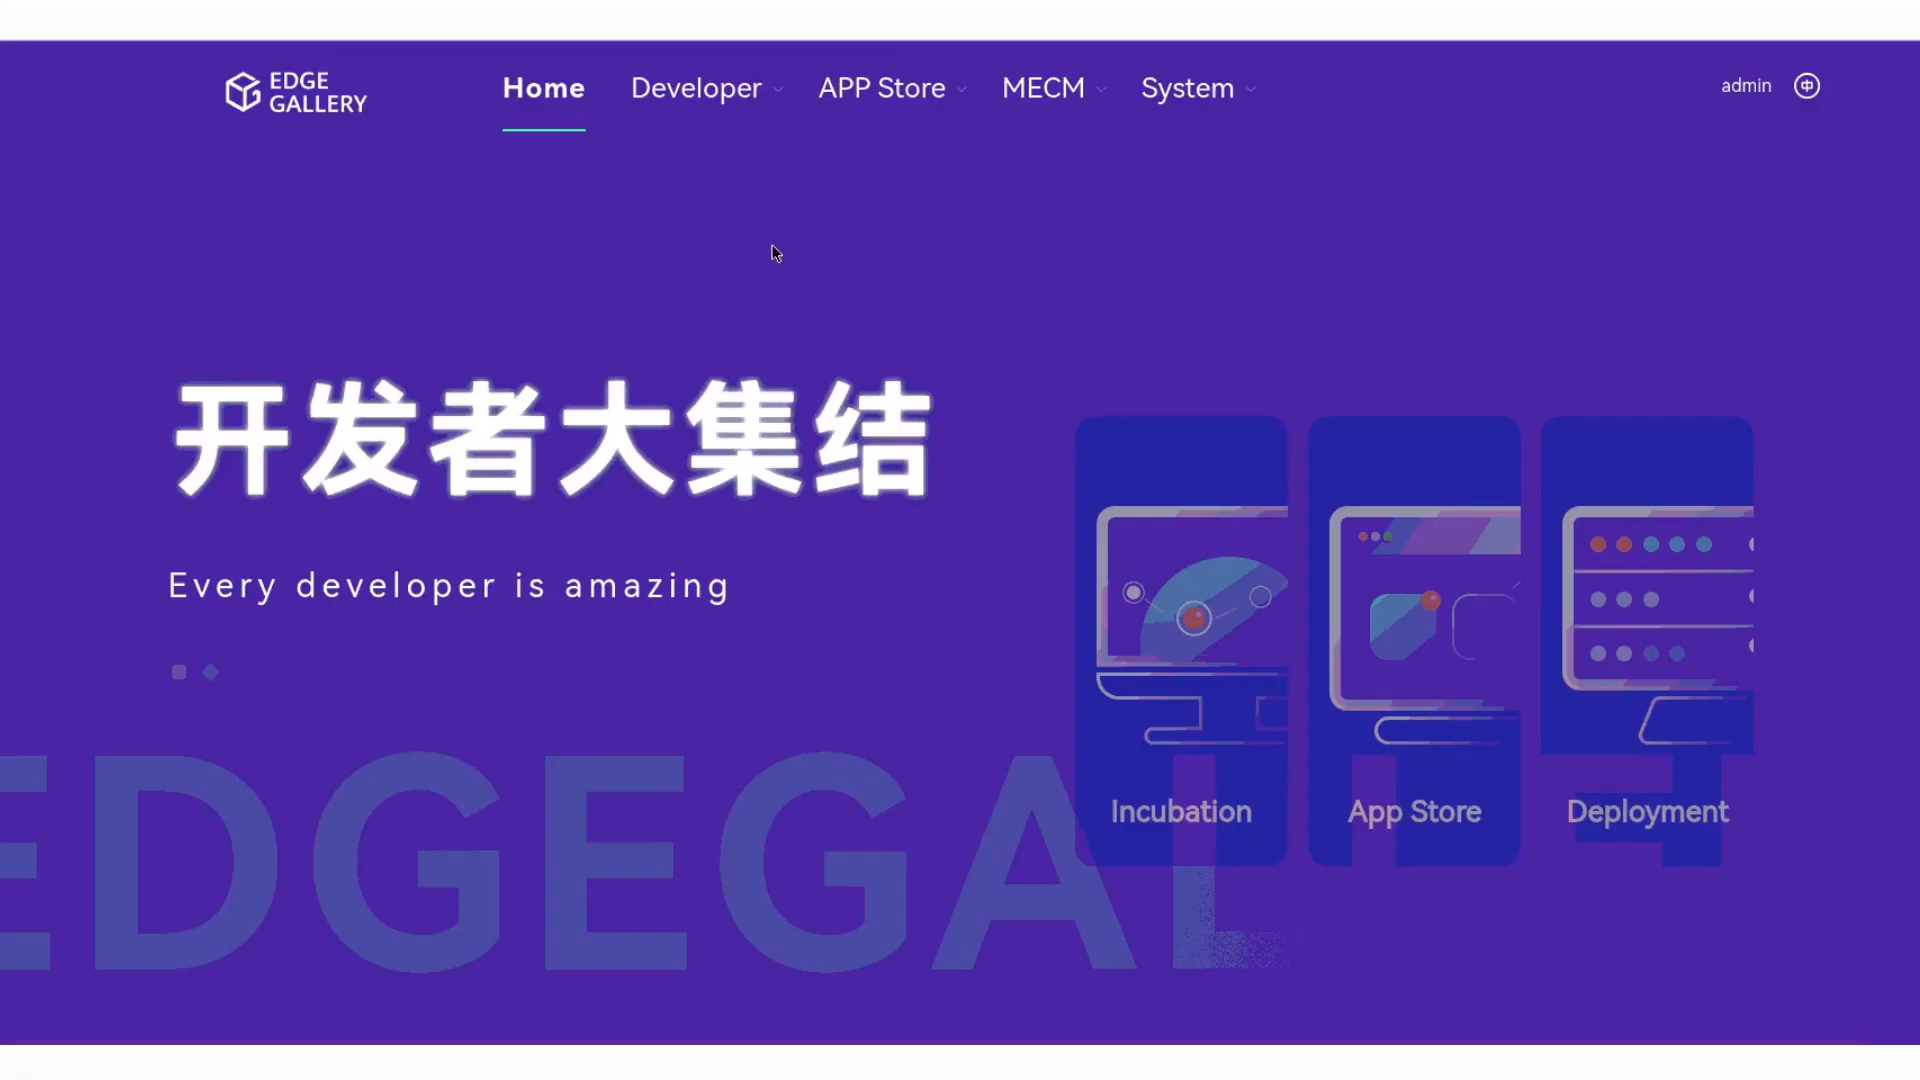 EDGE
GALLERY
Home Developer APP Store MECM System
admin 中
开发者大集结
Every developer is amazing
Incubation App Store Deployment
EDGEGAL